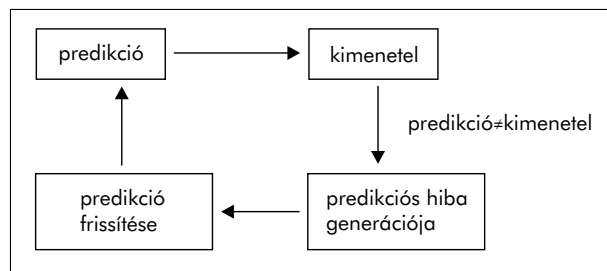 predikció
kimenetel
predikció≠kimenetel
predikció
frissítése
predikciós hiba
generációja